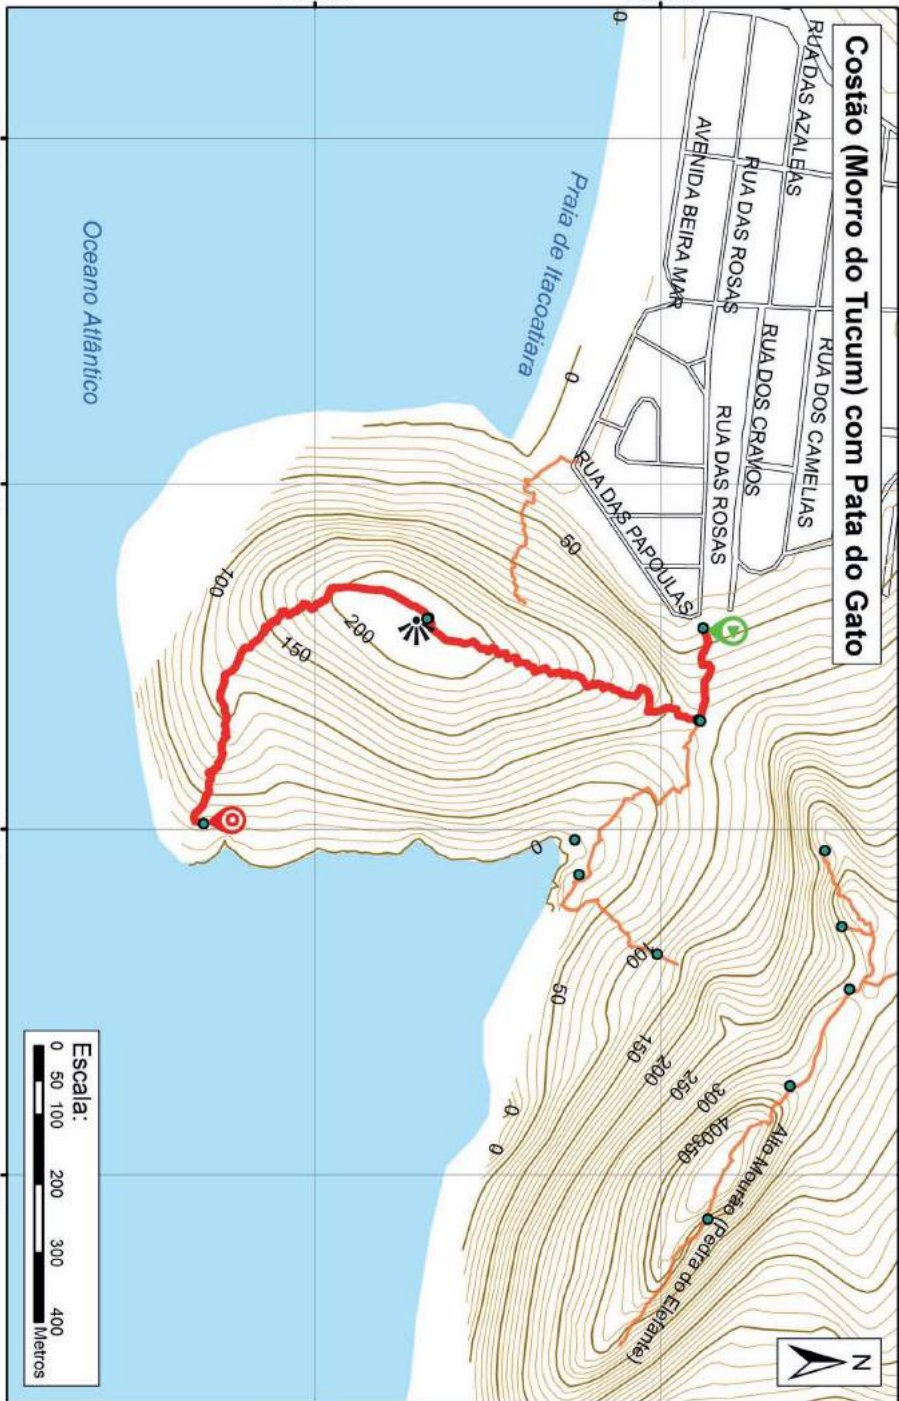 Costão (Morro do Tucum) com Pata do Gato
RUA DAS AZALEAS
RUA DAS ROSAS
AVENIDA BEIRA MAR
RUA DOS CAMELIAS
RUA DOS CRAVOS
RUA DAS ROSAS
RUA DAS PAPOULAS
Praia de Itacoatiara
Oceano Atlântico
0
0
50
100
150
200
0
100
50
150
200
250
300
400
350
0
0
Alto Mourão (Pedra do Elefante)
N
Escala:
0 50 100 200 300 400
Metros